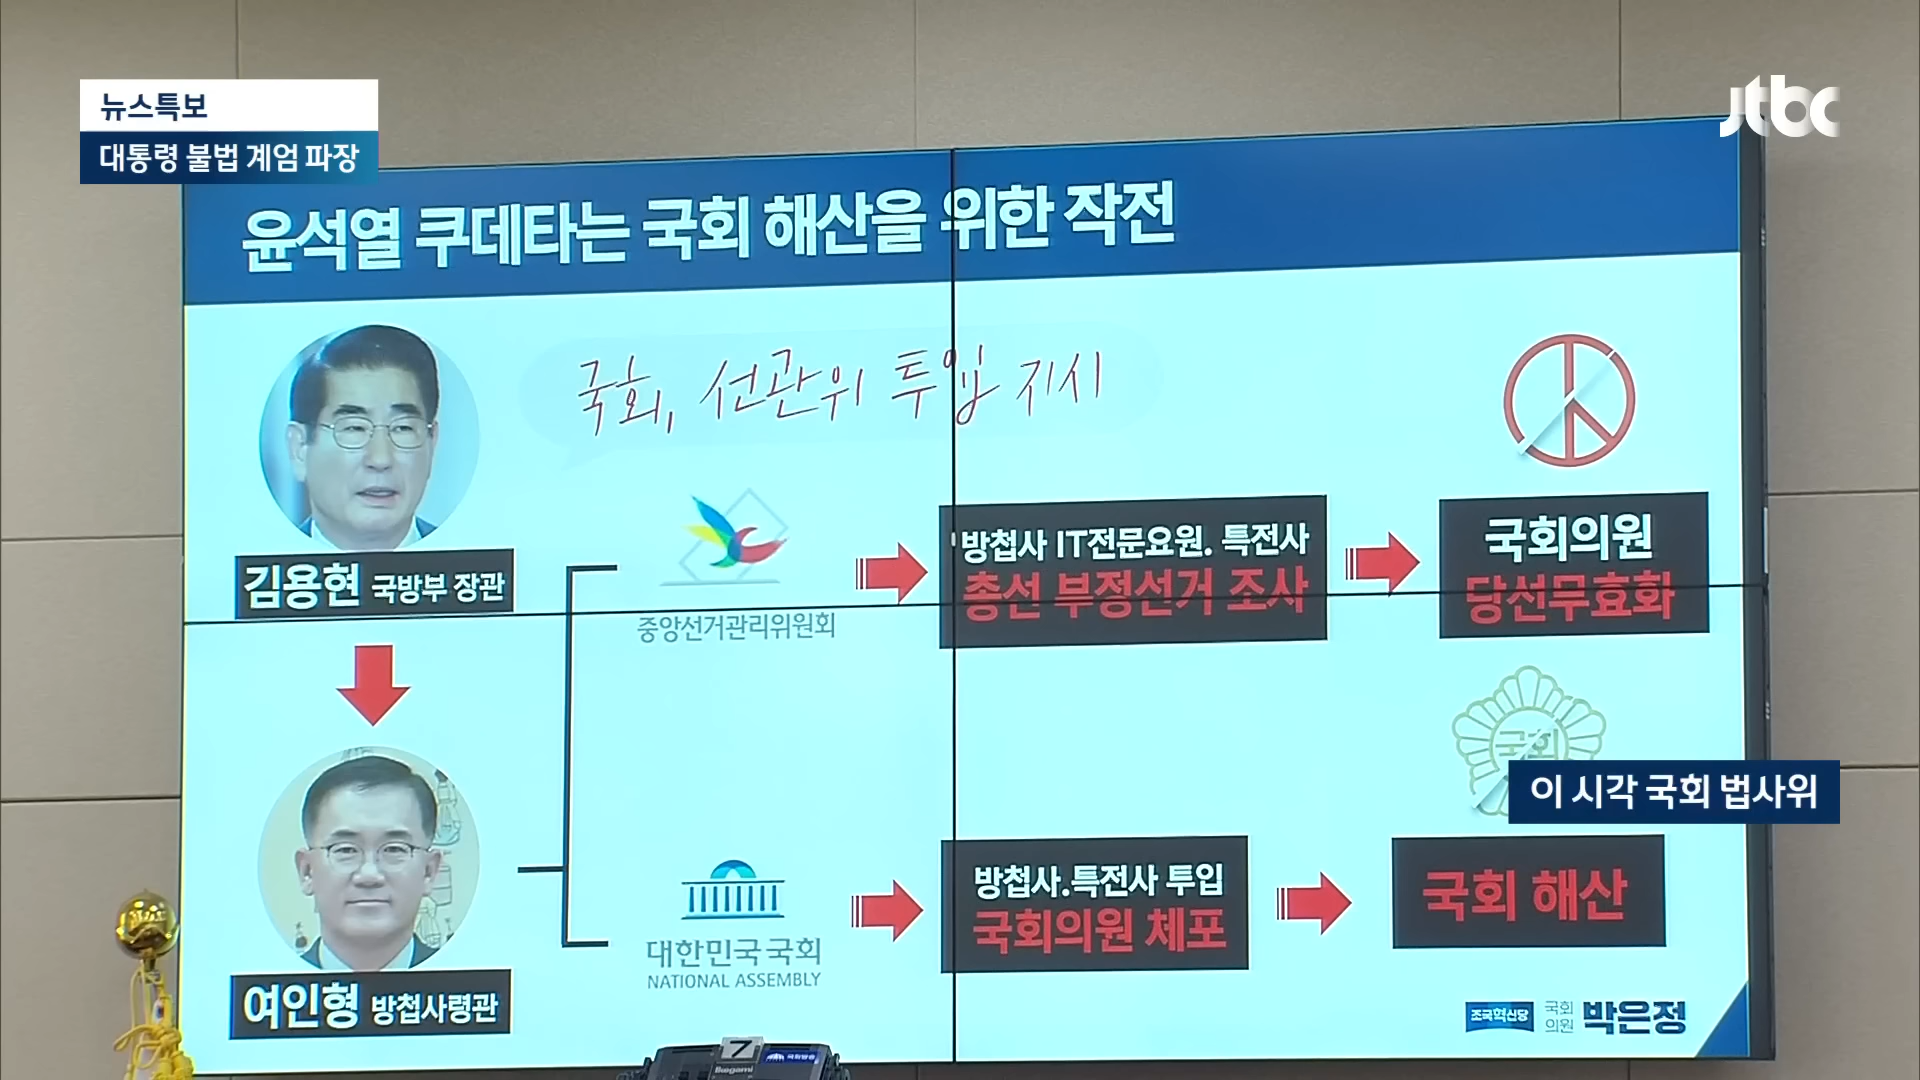 뉴스특보
대통령 불법 계엄 파장
jtbc
윤석열 쿠데타는 국회 해산을 위한 작전
국회, 선관위 투입 지시
김용현 국방부 장관
중앙선거관리위원회
방첩사 IT전문요원. 특전사
총선 부정선거 조사
국회의원
당선무효화
국회
이 시각 국회 법사위
여인형 방첩사령관
대한민국국회
NATIONAL ASSEMBLY
방첩사.특전사 투입
국회의원 체포
국회 해산
조국혁신당
국회
의원
박은정
7
국회방송
Ikegami